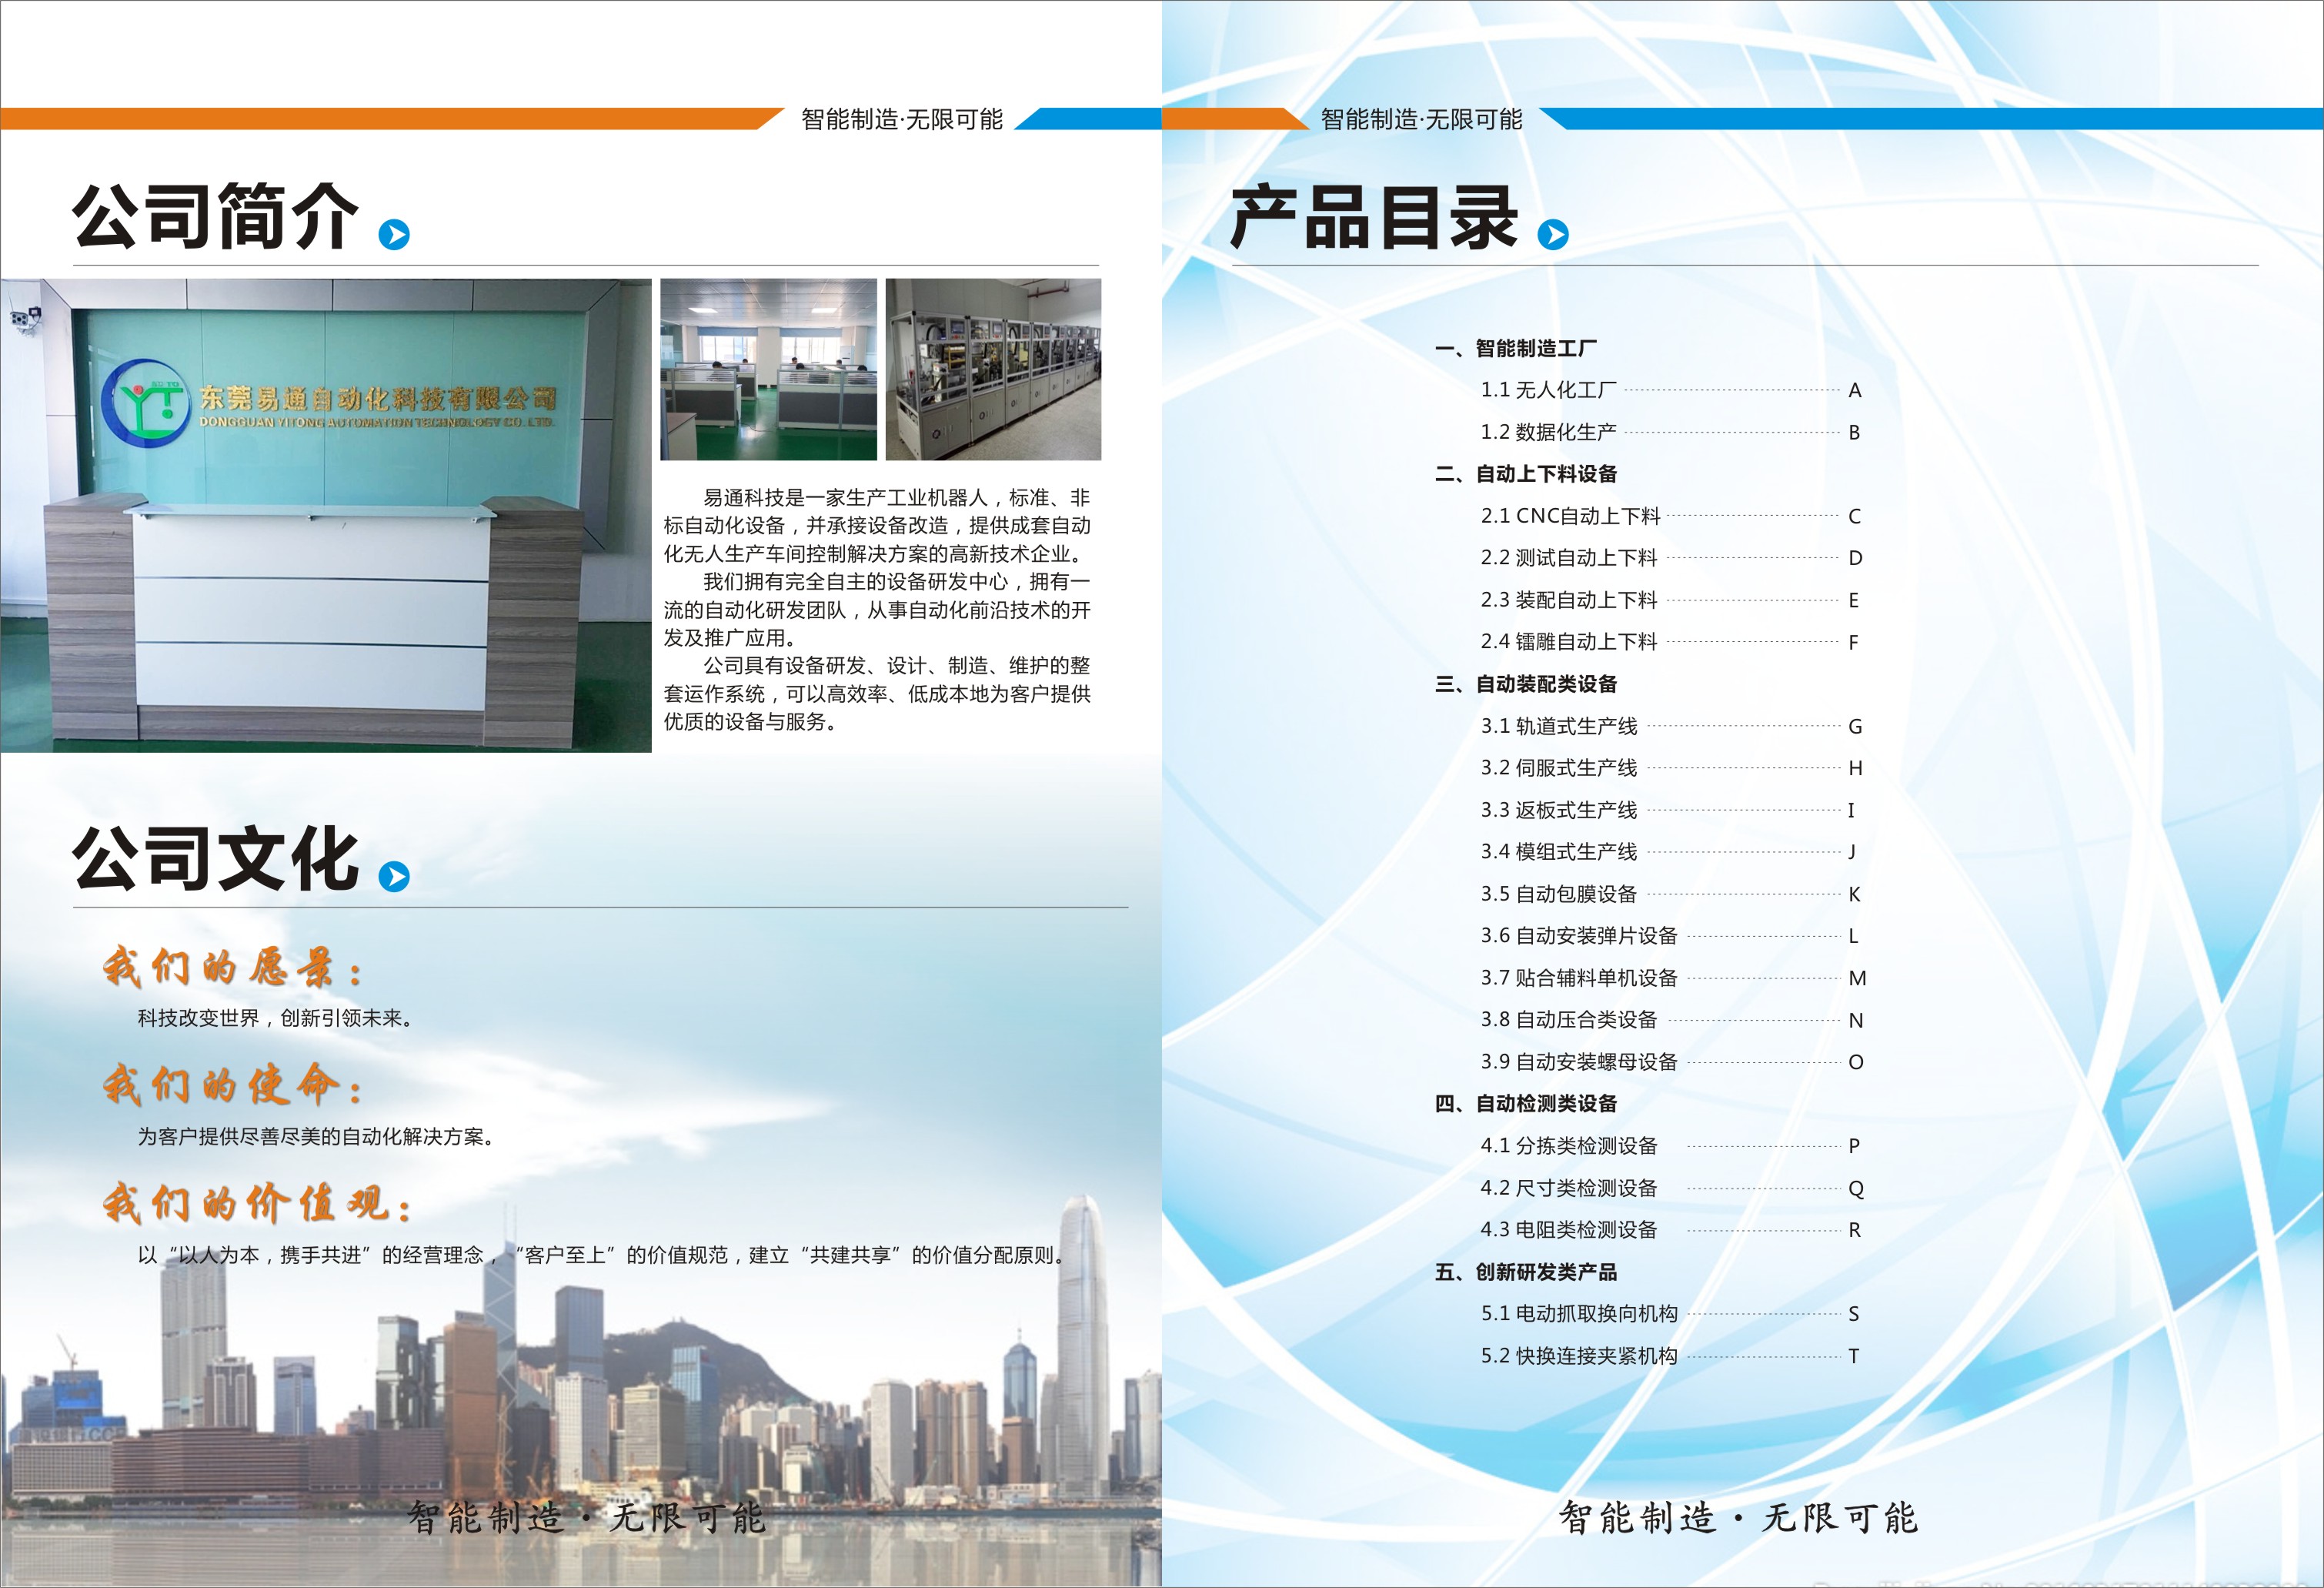 智能制造·无限可能
公司简介
东莞易通自动化科技有限公司
DONGGUAN YITONG AUTOMATION TECHNOLOGY CO.,LTD.
易通科技是一家生产工业机器人，标准、非
标自动化设备，并承接设备改造，提供成套自动
化无人生产车间控制解决方案的高新技术企业。
我们拥有完全自主的设备研发中心，拥有一
流的自动化研发团队，从事自动化前沿技术的开
发及推广应用。
公司具有设备研发、设计、制造、维护的整
套运作系统，可以高效率、低成本地为客户提供
优质的设备与服务。
公司文化
我们的愿景：
科技改变世界，创新引领未来。
我们的使命：
为客户提供尽善尽美的自动化解决方案。
我们的价值观：
以“以人为本，携手共进”的经营理念，“客户至上”的价值规范，建立“共建共享”的价值分配原则。
智能制造·无限可能
智能制造·无限可能
产品目录
一、智能制造工厂
1.1 无人化工厂 A
1.2 数据化生产 B
二、自动上下料设备
2.1 CNC自动上下料 C
2.2 测试自动上下料 D
2.3 装配自动上下料 E
2.4 镭雕自动上下料 F
三、自动装配类设备
3.1 轨道式生产线 G
3.2 伺服式生产线 H
3.3 返板式生产线 I
3.4 模组式生产线 J
3.5 自动包膜设备 K
3.6 自动安装弹片设备 L
3.7 贴合辅料单机设备 M
3.8 自动压合类设备 N
3.9 自动安装螺母设备 O
四、自动检测类设备
4.1 分拣类检测设备 P
4.2 尺寸类检测设备 Q
4.3 电阻类检测设备 R
五、创新研发类产品
5.1 电动抓取换向机构 S
5.2 快换连接夹紧机构 T
智能制造·无限可能